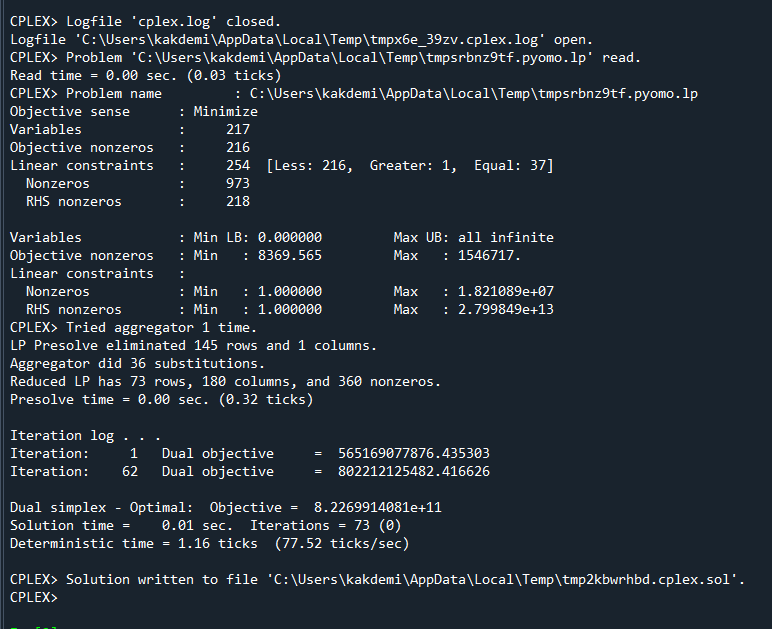 CPLEX> Logfile 'cplex.log' closed.
Logfile 'C:\Users\kakdemi\AppData\Local\Temp\tmpx6e_39zv.cplex.log' open.
CPLEX> Problem 'C:\Users\kakdemi\AppData\Local\Temp\tmpsrbnz9tf.pyomo.lp' read.
Read time = 0.00 sec. (0.03 ticks)
CPLEX> Problem name         : C:\Users\kakdemi\AppData\Local\Temp\tmpsrbnz9tf.pyomo.lp
Objective sense      : Minimize
Variables            :     217
Objective nonzeros   :     216
Linear constraints   :     254  [Less: 216,  Greater: 1,  Equal: 37]
  Nonzeros           :     973
  RHS nonzeros       :     218

Variables            : Min LB: 0.000000         Max UB: all infinite
Objective nonzeros   : Min   : 8369.565         Max   : 1546717.
Linear constraints   :
  Nonzeros           : Min   : 1.000000         Max   : 1.821089e+07
  RHS nonzeros       : Min   : 1.000000         Max   : 2.799849e+13
CPLEX> Tried aggregator 1 time.
LP Presolve eliminated 145 rows and 1 columns.
Aggregator did 36 substitutions.
Reduced LP has 73 rows, 180 columns, and 360 nonzeros.
Presolve time = 0.00 sec. (0.32 ticks)

Iteration log . . .
Iteration:     1   Dual objective     =  565169077876.435303
Iteration:    62   Dual objective     =  802212125482.416626

Dual simplex - Optimal:  Objective =  8.2269914081e+11
Solution time =    0.01 sec.  Iterations = 73 (0)
Deterministic time = 1.16 ticks  (77.52 ticks/sec)

CPLEX> Solution written to file 'C:\Users\kakdemi\AppData\Local\Temp\tmp2kbwrhbd.cplex.sol'.
CPLEX>